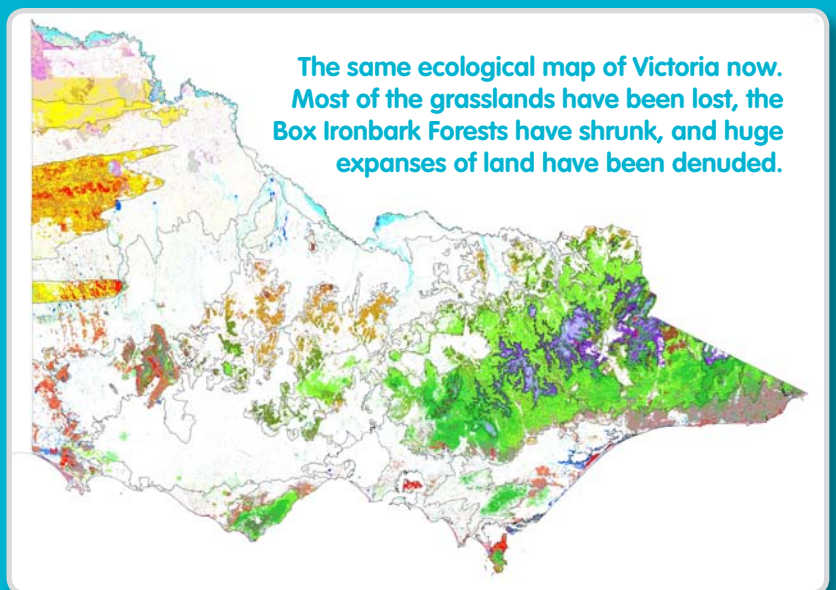 The same ecological map of Victoria now.
Most of the grasslands have been lost, the
Box Ironbark Forests have shrunk, and huge
expanses of land have been denuded.